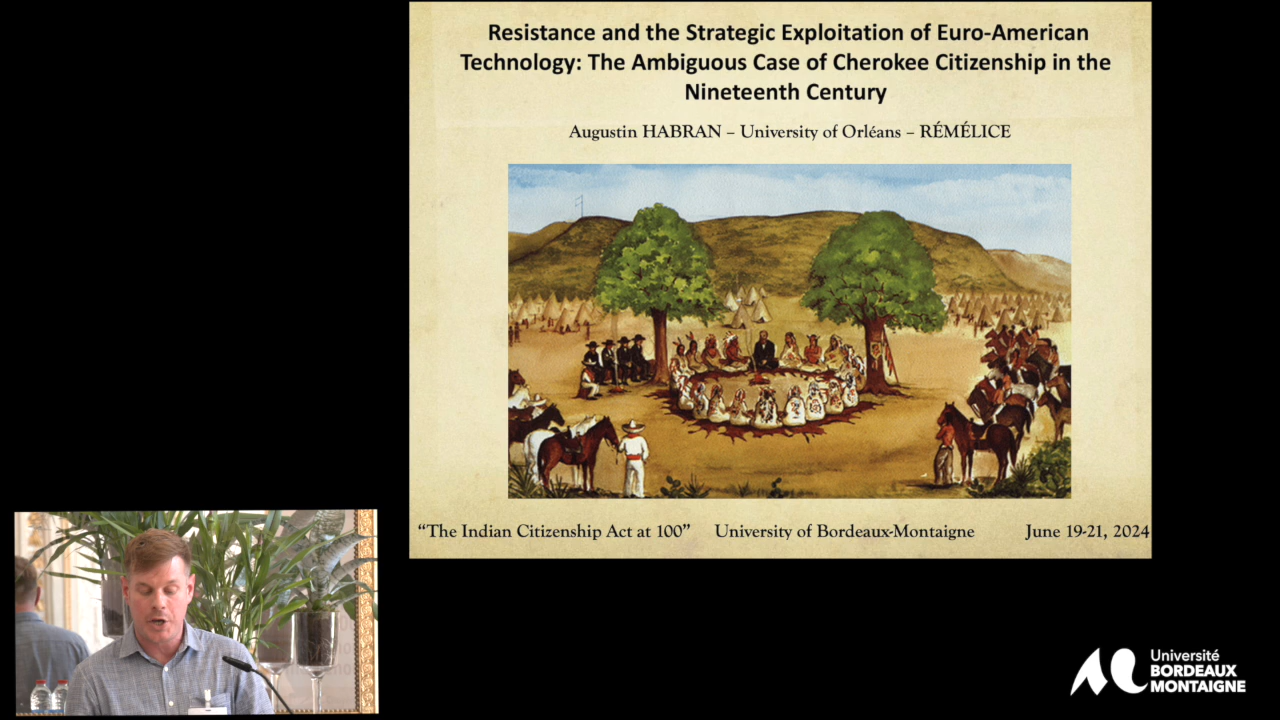 Resistance and the Strategic Exploitation of Euro-American
Technology: The Ambiguous Case of Cherokee Citizenship in the
Nineteenth Century
Augustin HABRAN – University of Orléans – RÉMÉLICE
“The Indian Citizenship Act at 100” University of Bordeaux-Montaigne June 19-21, 2024
Université
BORDEAUX
MONTAIGNE